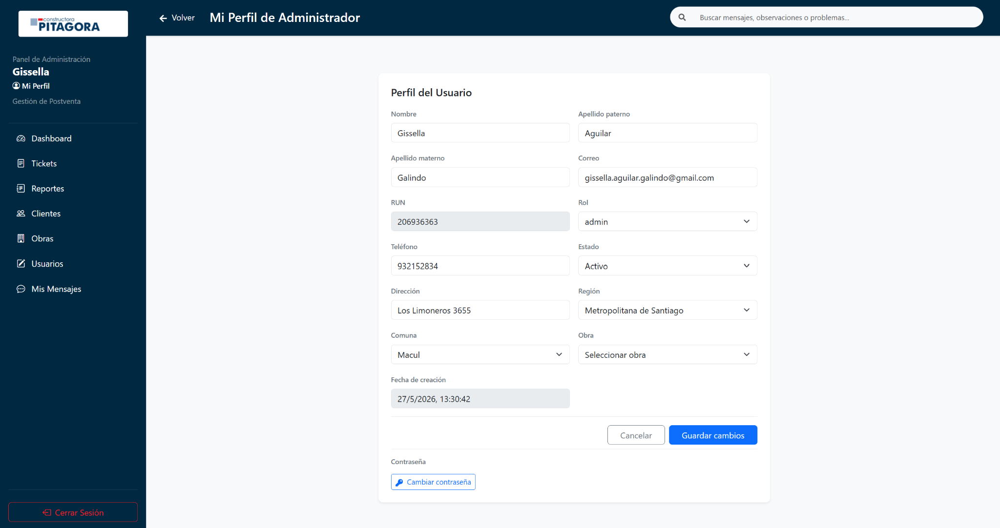 constructora
PITAGORA
Panel de Administración
Gissella
Mi Perfil
Gestión de Postventa
Dashboard
Tickets
Reportes
Clientes
Obras
Usuarios
Mis Mensajes
Cerrar Sesión
Volver
Mi Perfil de Administrador
Buscar mensajes, observaciones o problemas...
Perfil del Usuario
Nombre
Gissella
Apellido paterno
Aguilar
Apellido materno
Galindo
Correo
gissella.aguilar.galindo@gmail.com
RUN
206936363
Rol
admin
Teléfono
932152834
Estado
Activo
Dirección
Los Limoneros 3655
Región
Metropolitana de Santiago
Comuna
Macul
Obra
Seleccionar obra
Fecha de creación
27/5/2026, 13:30:42
Cancelar
Guardar cambios
Contraseña
Cambiar contraseña